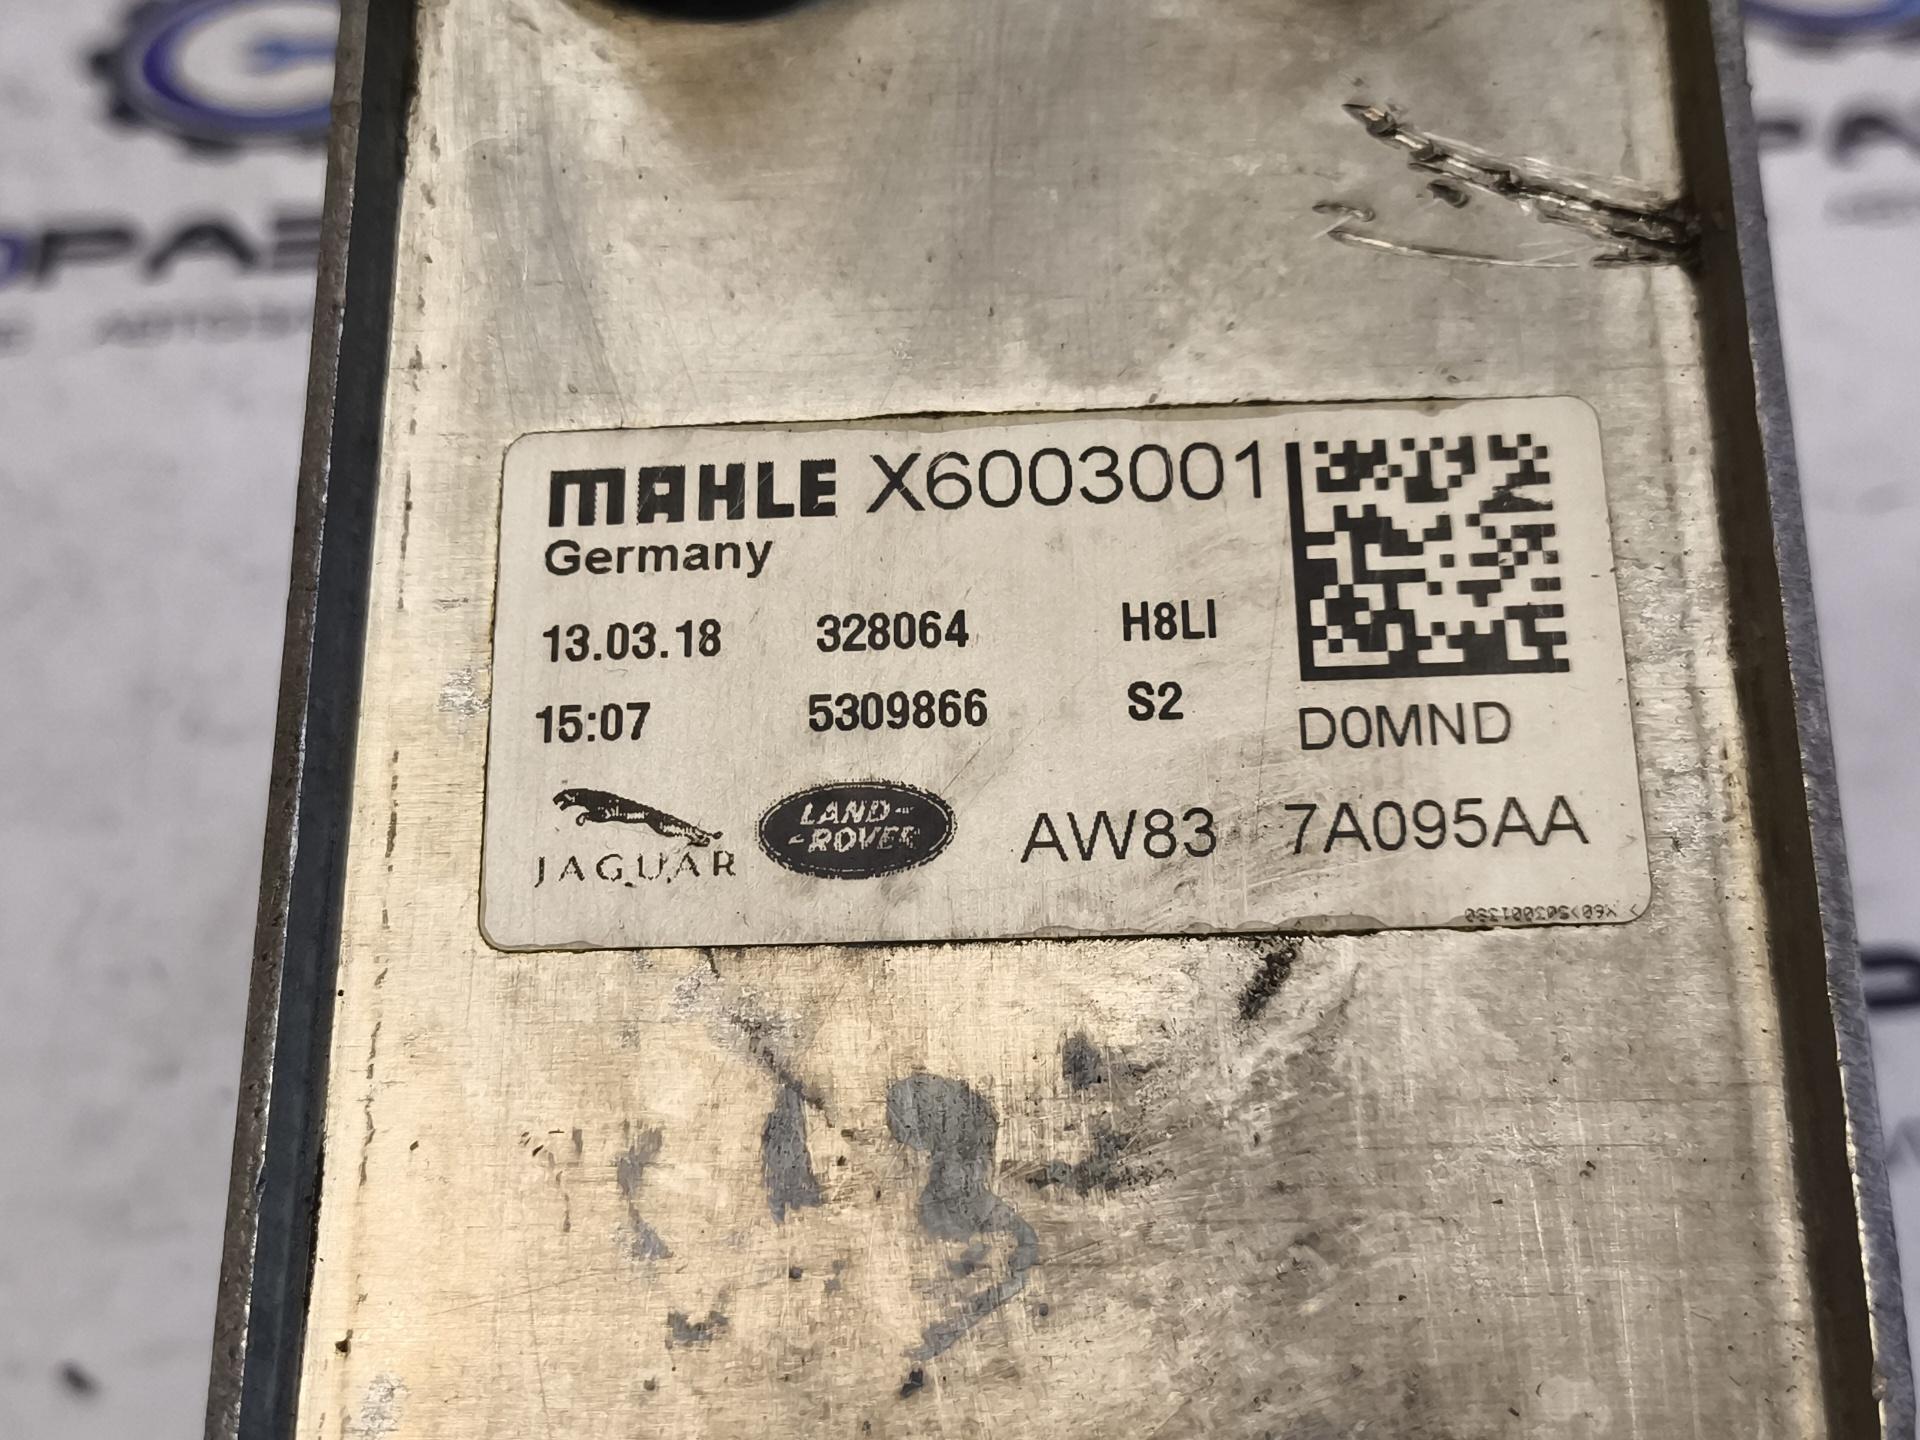 MAHLE X6003001
Germany
13.03.18 328064 H8LI
15:07 5309866 S2 D0MND
JAGUAR LAND-ROVER AW83 7A095AA